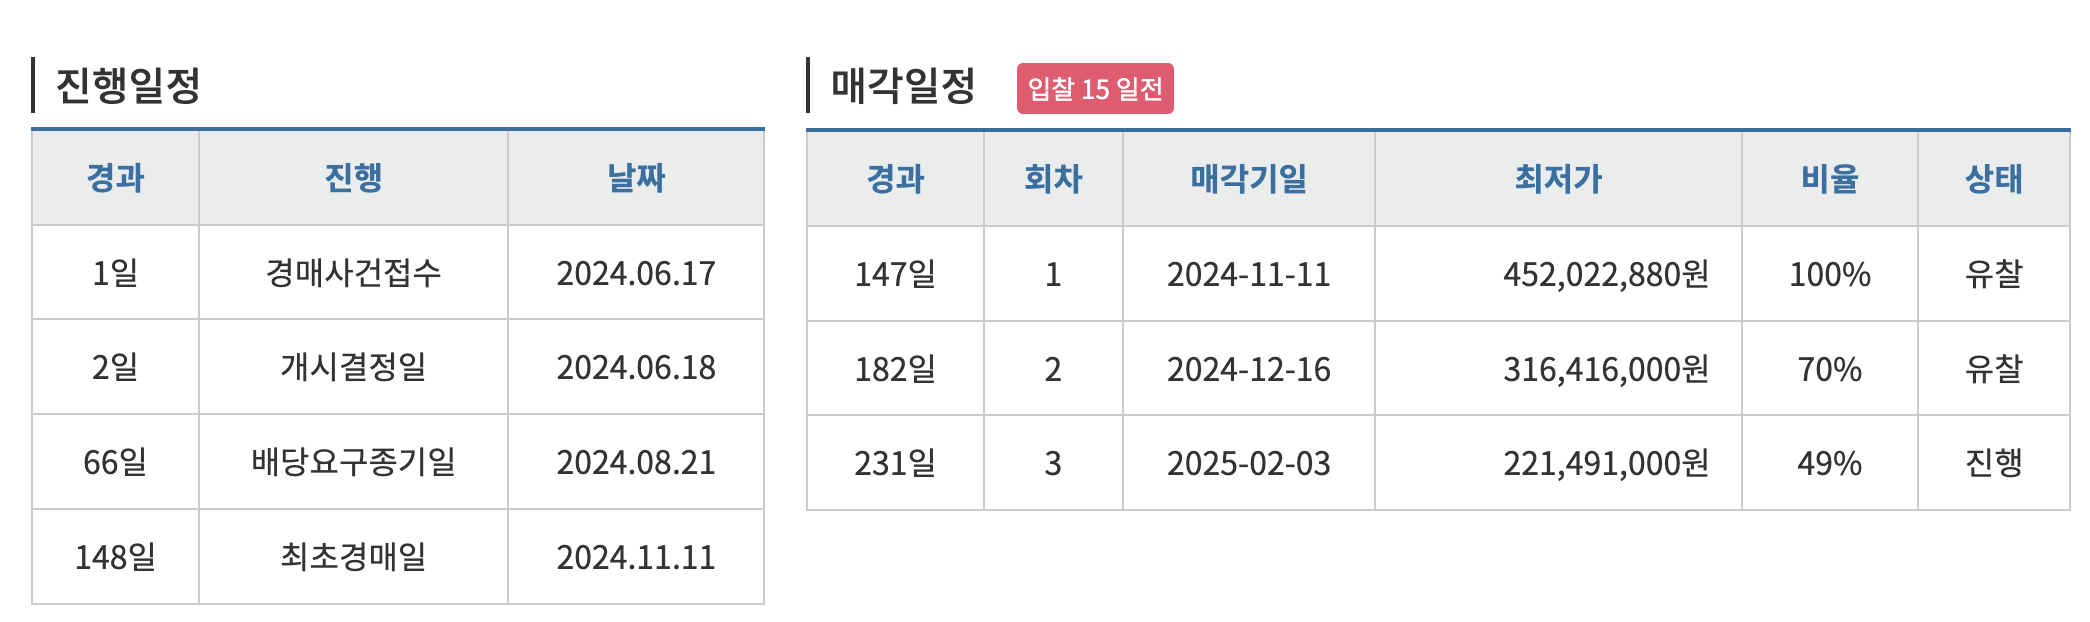 진행일정
경과 진행 날짜
1일 경매사건접수 2024.06.17
2일 개시결정일 2024.06.18
66일 배당요구종기일 2024.08.21
148일 최초경매일 2024.11.11
매각일정 입찰 15 일전
경과 회차 매각기일 최저가 비율 상태
147일 1 2024-11-11 452,022,880원 100% 유찰
182일 2 2024-12-16 316,416,000원 70% 유찰
231일 3 2025-02-03 221,491,000원 49% 진행